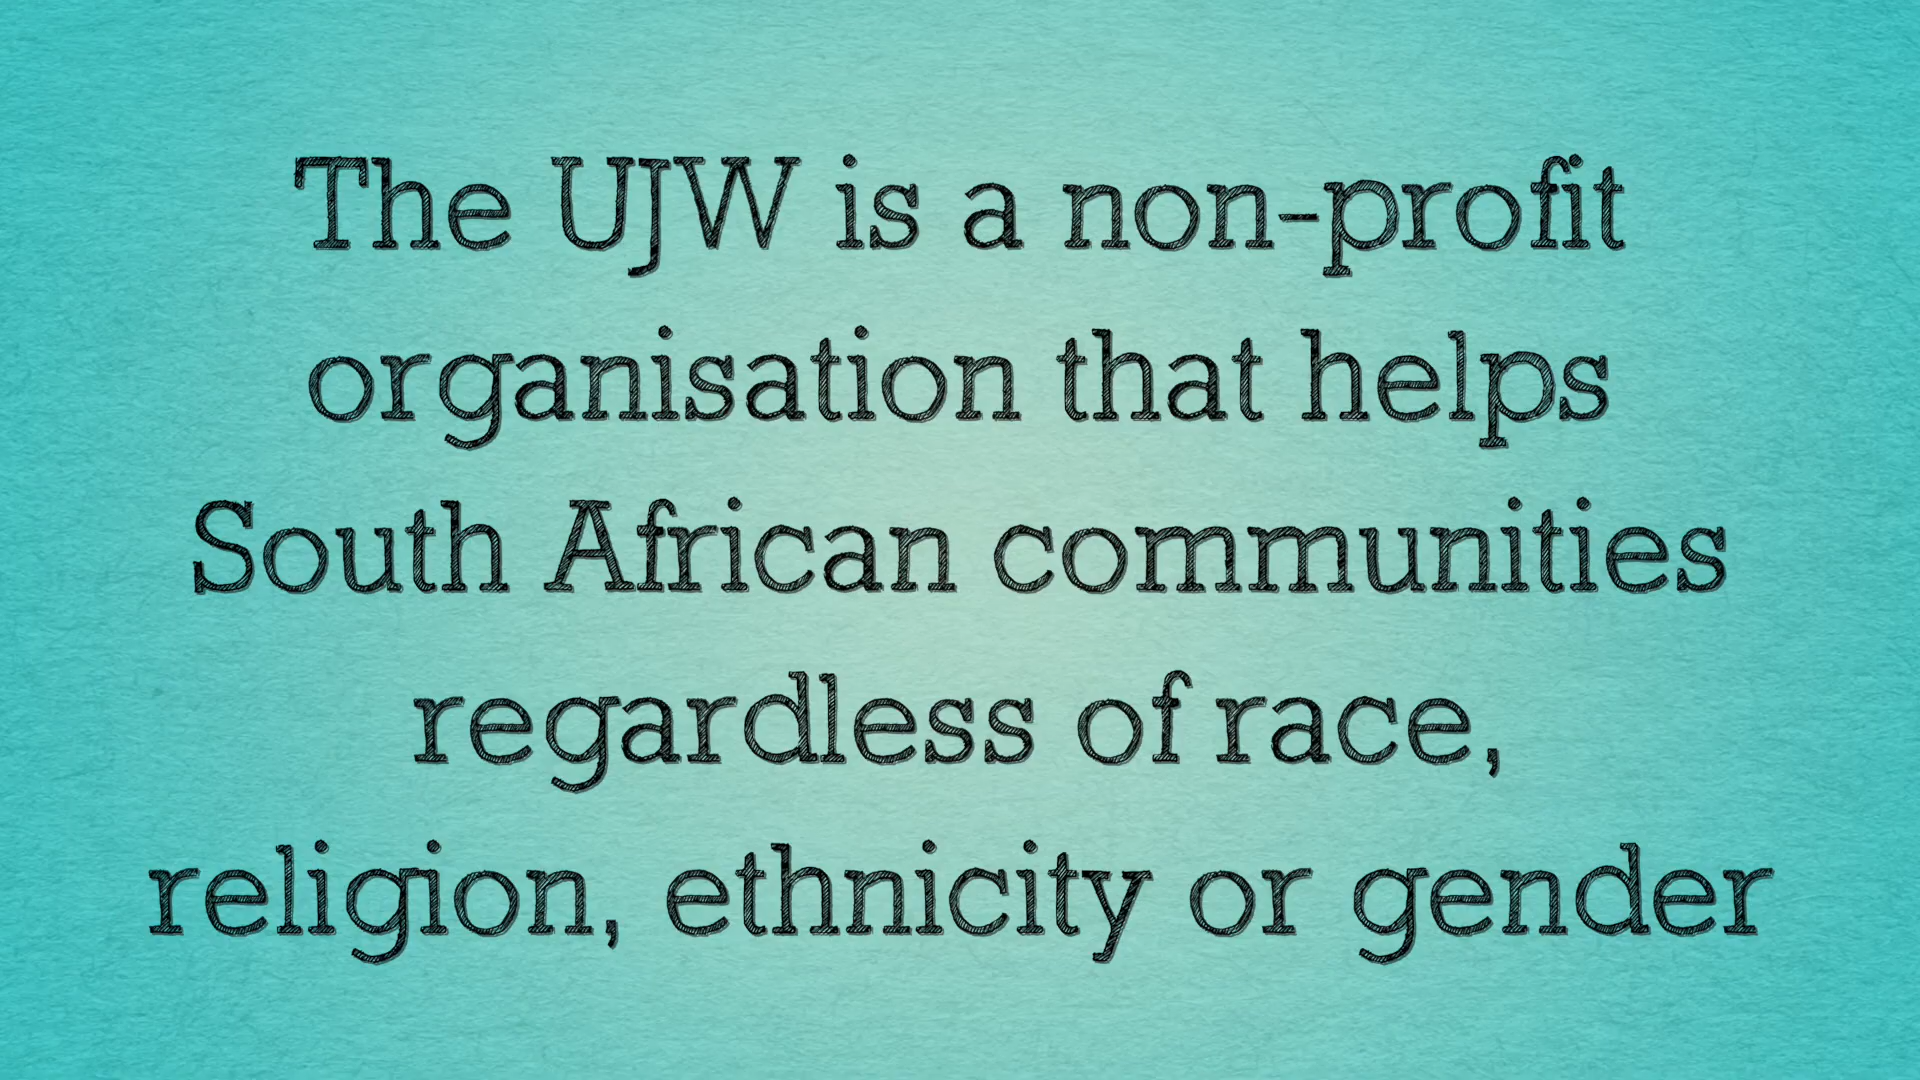 The UJW is a non-profit
organisation that helps
South African communities
regardless of race,
religion, ethnicity or gender